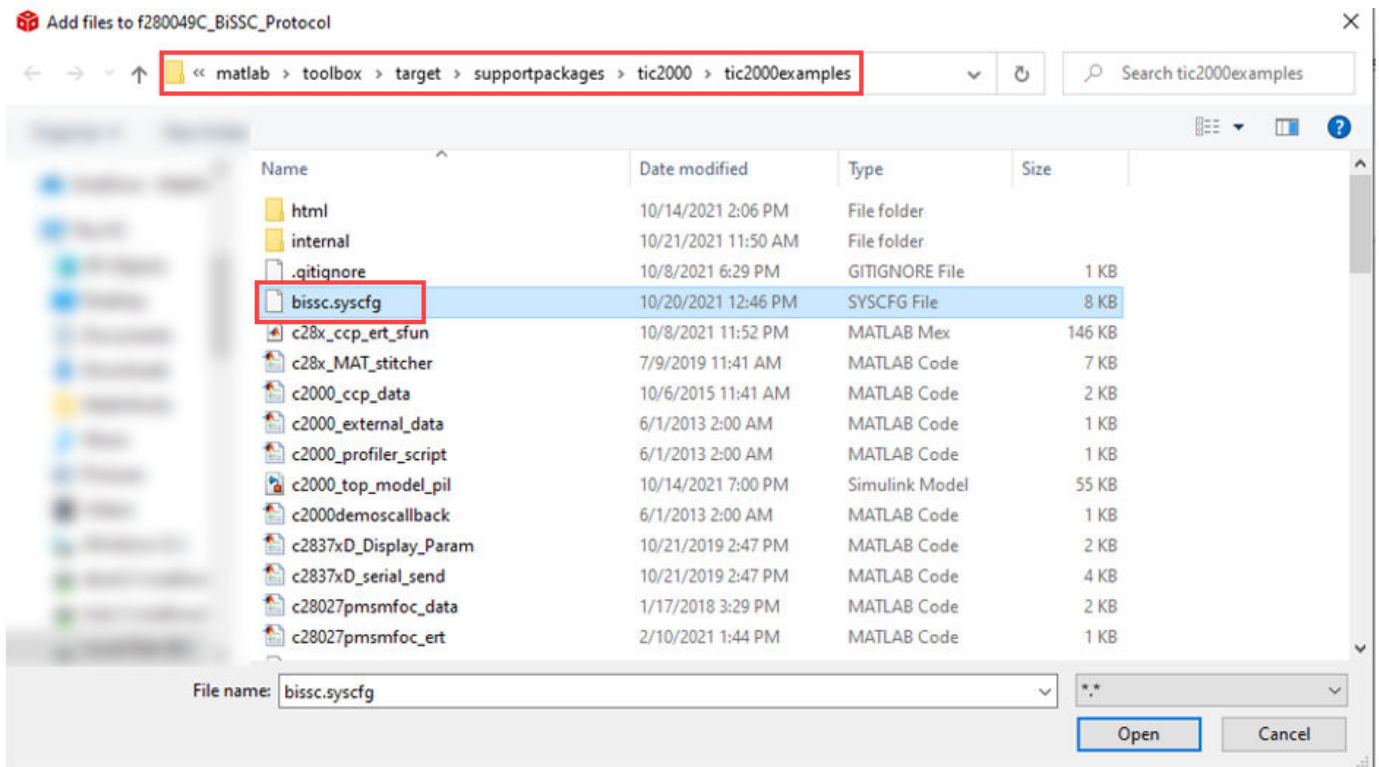 Add files to f280049C_BiSSC_Protocol
« matlab > toolbox > target > supportpackages > tic2000 > tic2000examples
Search tic2000examples
Name Date modified Type Size
html 10/14/2021 2:06 PM File folder
internal 10/21/2021 11:50 AM File folder
.gitignore 10/8/2021 6:29 PM GITIGNORE File 1 KB
bissc.syscfg 10/20/2021 12:46 PM SYSCFG File 8 KB
c28x_ccp_ert_sfun 10/8/2021 11:52 PM MATLAB Mex 146 KB
c28x_MAT_stitcher 7/9/2019 11:41 AM MATLAB Code 7 KB
c2000_ccp_data 10/6/2015 11:41 AM MATLAB Code 2 KB
c2000_external_data 6/1/2013 2:00 AM MATLAB Code 1 KB
c2000_profiler_script 6/1/2013 2:00 AM MATLAB Code 1 KB
c2000_top_model_pil 10/14/2021 7:00 PM Simulink Model 55 KB
c2000demoscallback 6/1/2013 2:00 AM MATLAB Code 1 KB
c2837xD_Display_Param 10/21/2019 2:47 PM MATLAB Code 2 KB
c2837xD_serial_send 10/21/2019 2:47 PM MATLAB Code 4 KB
c28027pmsmfoc_data 1/17/2018 3:29 PM MATLAB Code 2 KB
c28027pmsmfoc_ert 2/10/2021 1:44 PM MATLAB Code 1 KB
File name: bissc.syscfg *.*
Open Cancel